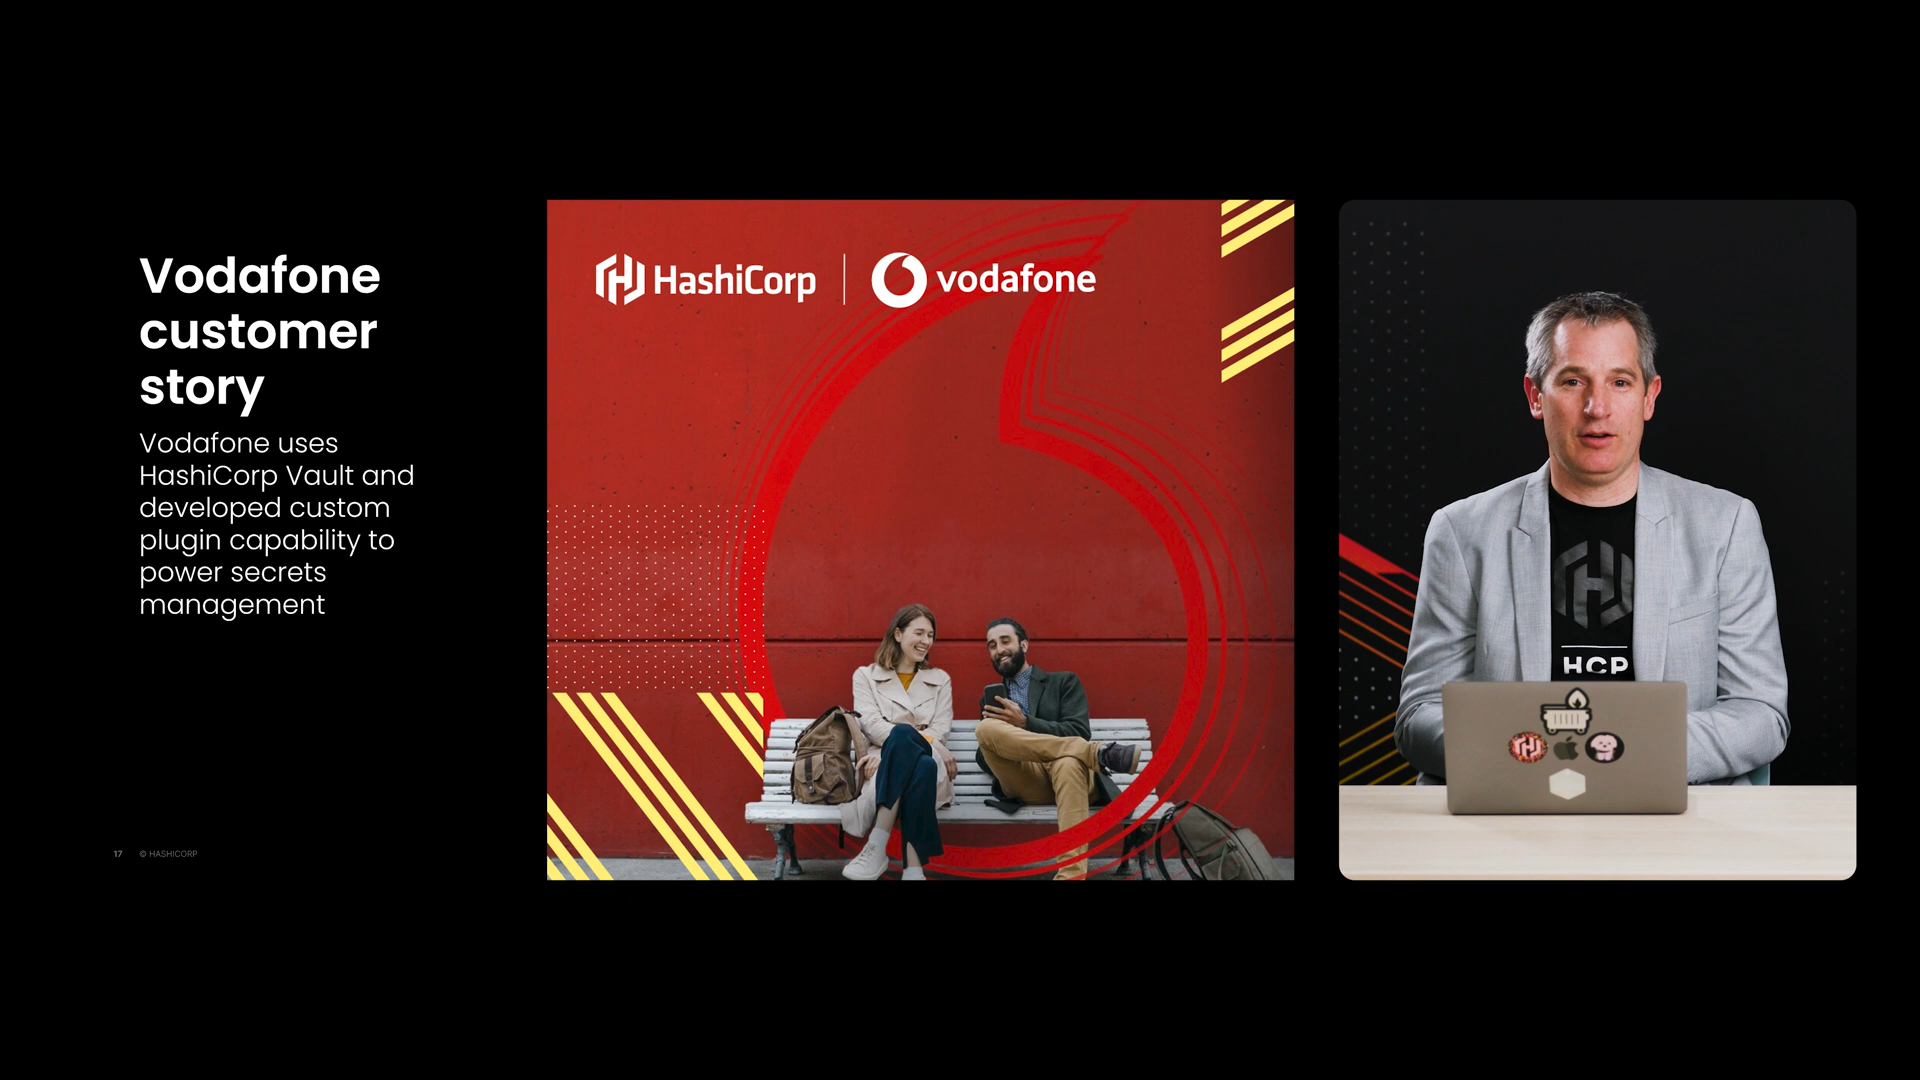 Vodafone
customer
story
Vodafone uses
HashiCorp Vault and
developed custom
plugin capability to
power secrets
management
17 © HASHICORP
HashiCorp | vodafone
HCP